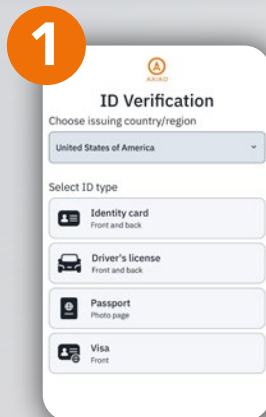 1
AXIAD
ID Verification
Choose issuing country/region
United States of America
Select ID type
Identity card
Front and back
Driver's license
Front and back
Passport
Photo page
Visa
Front